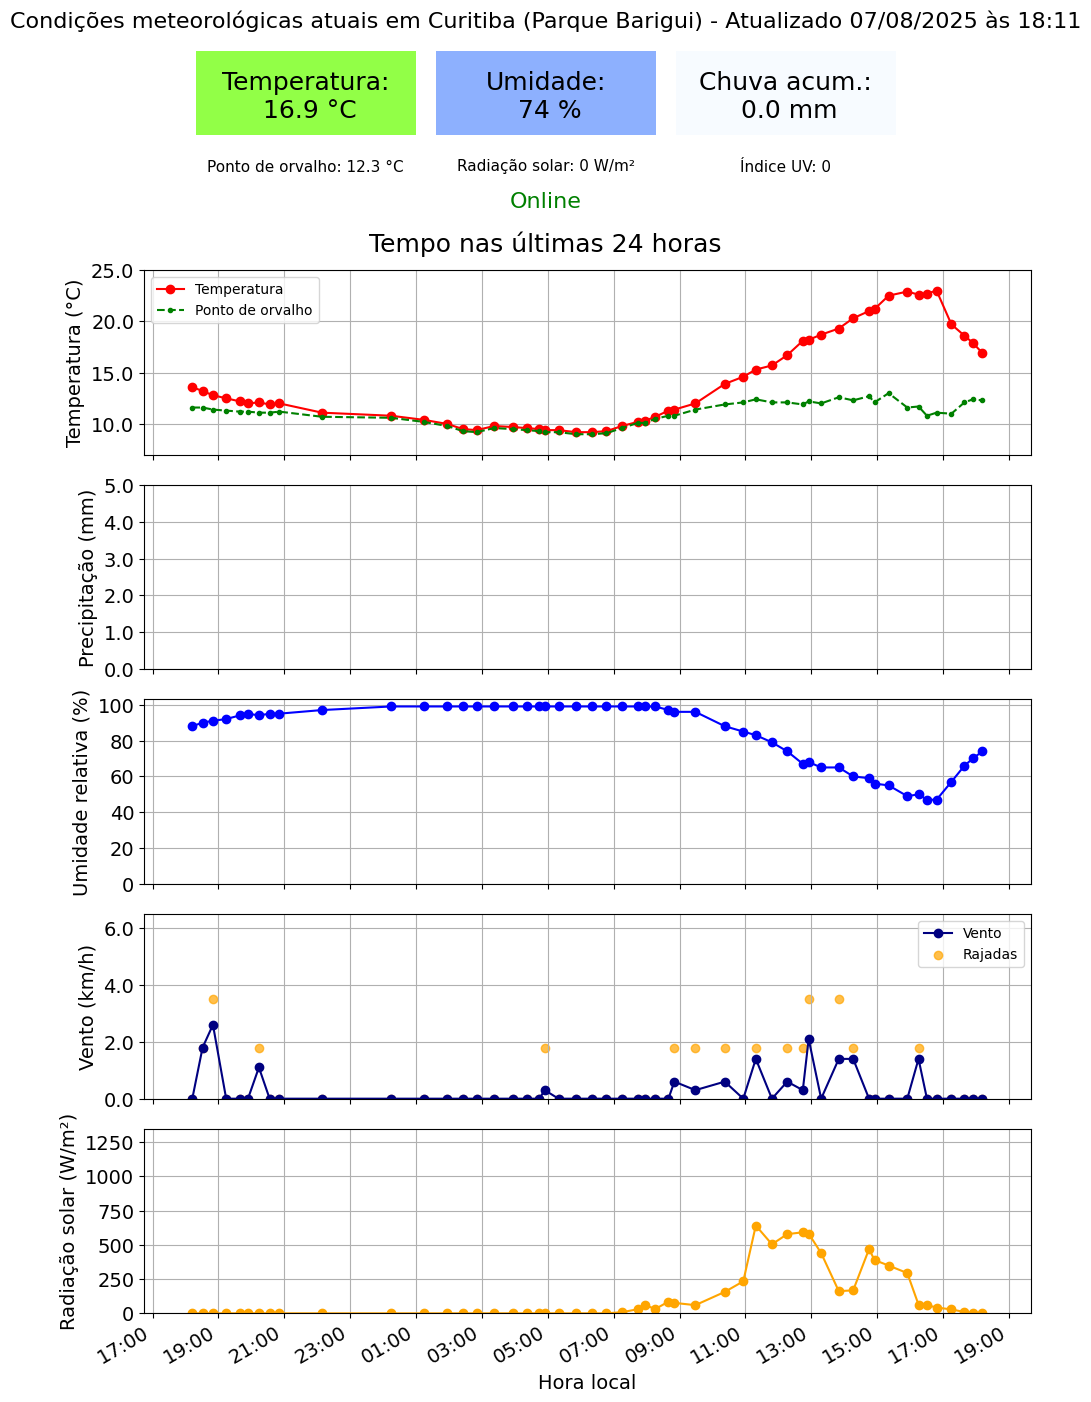 Condições meteorológicas atuais em Curitiba (Parque Barigui) - Atualizado 07/08/2025 às 18:11
Temperatura:
16.9 °C
Umidade:
74 %
Chuva acum.:
0.0 mm
Ponto de orvalho: 12.3 °C
Radiação solar: 0 W/m²
Índice UV: 0
Online
Tempo nas últimas 24 horas
Temperatura (°C)
25.0
20.0
15.0
10.0
Temperatura
Ponto de orvalho
Precipitação (mm)
5.0
4.0
3.0
2.0
1.0
0.0
Umidade relativa (%)
100
80
60
40
20
0
Vento (km/h)
6.0
4.0
2.0
0.0
Vento
Rajadas
Radiação solar (W/m²)
1250
1000
750
500
250
0
17:00
19:00
21:00
23:00
01:00
03:00
05:00
07:00
09:00
11:00
13:00
15:00
17:00
19:00
Hora local